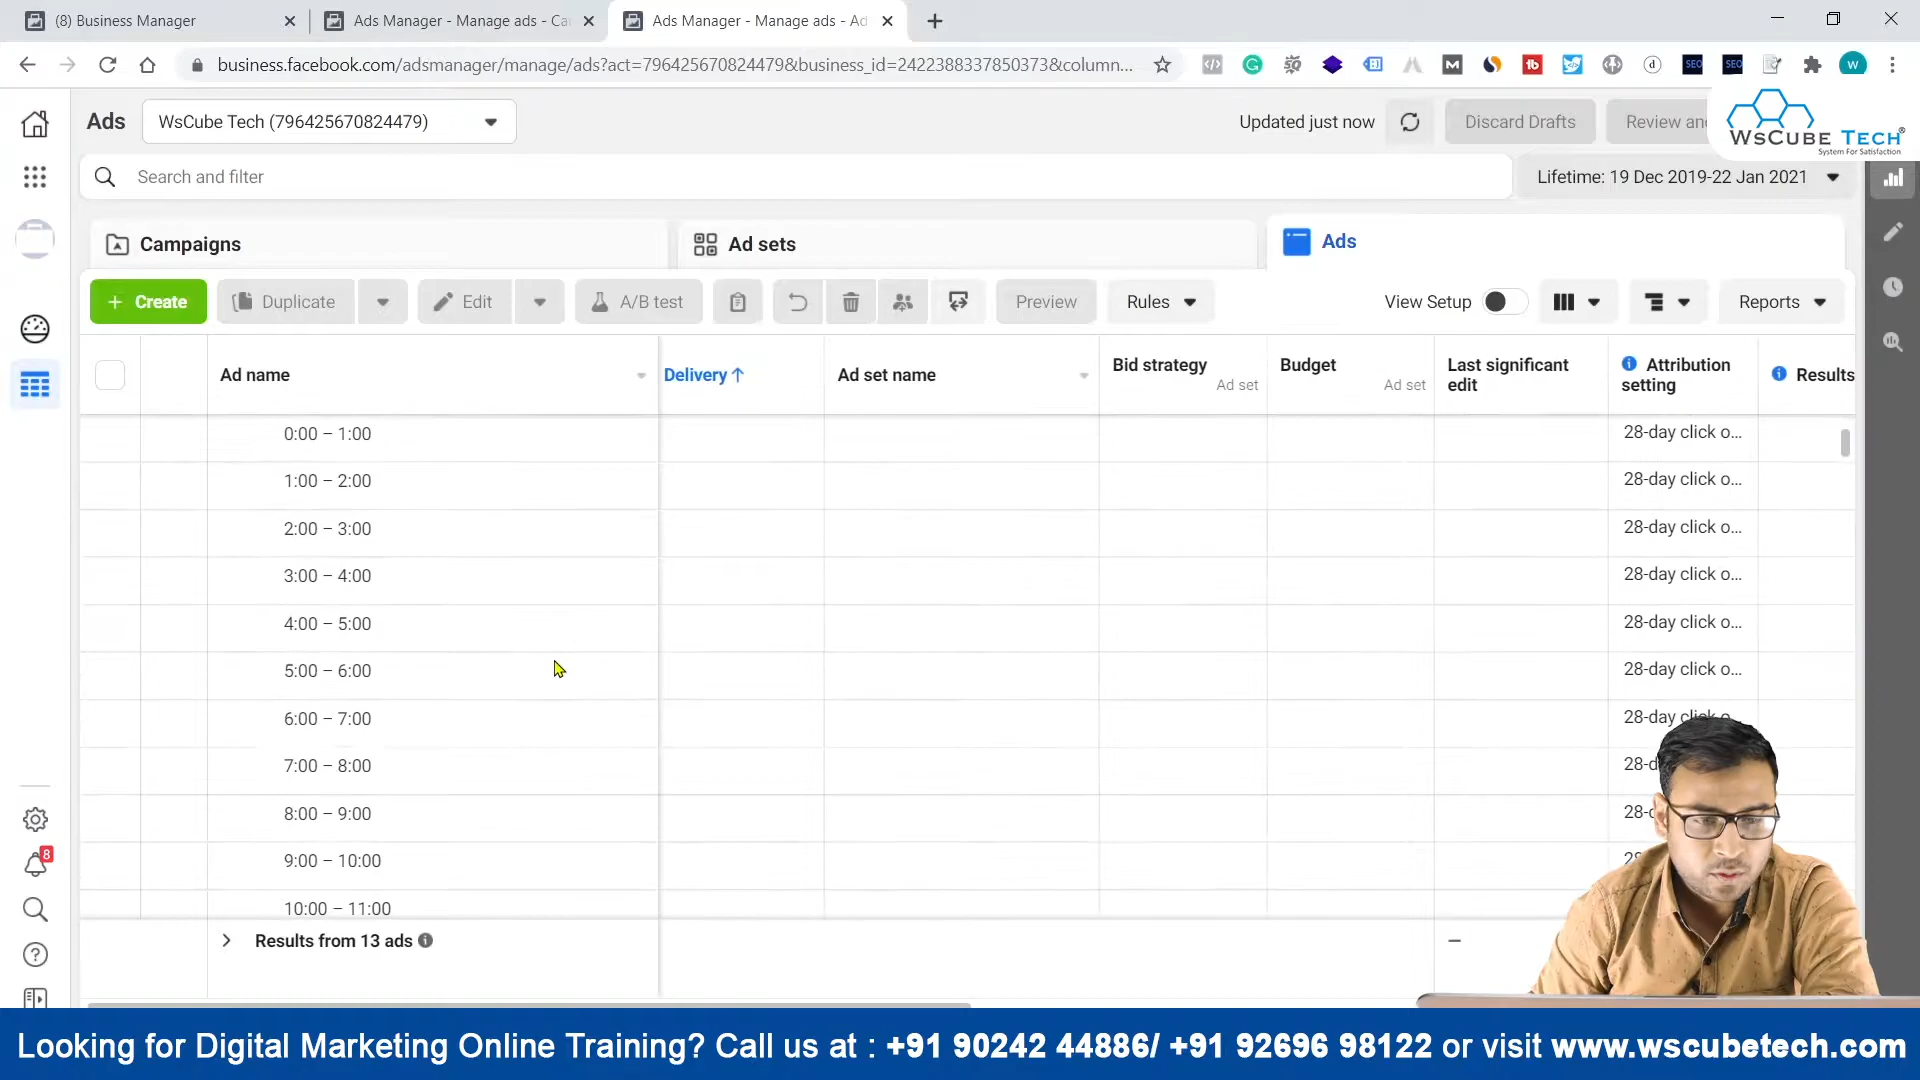 (8) Business Manager
Ads Manager - Manage ads - Ca
Ads Manager - Manage ads - Ad
business.facebook.com/adsmanager/manage/ads?act=796425670824479&business_id=2422388337850373&column...
Ads
WsCube Tech (796425670824479)
Updated just now
Discard Drafts
Review and
WsCube Tech®
System For Satisfaction
Search and filter
Lifetime: 19 Dec 2019-22 Jan 2021
Campaigns
Ad sets
Ads
+ Create
Duplicate
Edit
A/B test
Preview
Rules
View Setup
Reports
Ad name
Delivery ↑
Ad set name
Bid strategy
Ad set
Budget
Ad set
Last significant
edit
Attribution
setting
Results
0:00 – 1:00
28-day click o...
1:00 – 2:00
28-day click o...
2:00 – 3:00
28-day click o...
3:00 – 4:00
28-day click o...
4:00 – 5:00
28-day click o...
5:00 – 6:00
28-day click o...
6:00 – 7:00
28-day click o...
7:00 – 8:00
28-d
8:00 – 9:00
28-
9:00 – 10:00
10:00 – 11:00
8
Results from 13 ads
–
Looking for Digital Marketing Online Training? Call us at : +91 90242 44886/ +91 92696 98122 or visit www.wscubetech.com